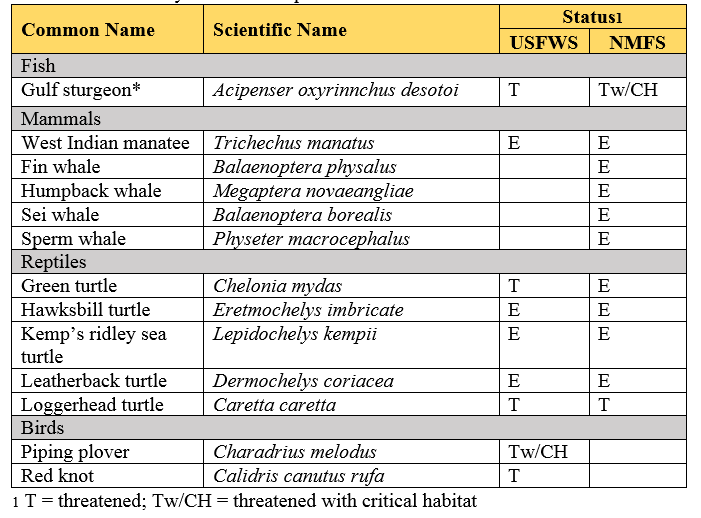 Common Name Scientific Name Status1
USFWS NMFS
Fish
Gulf sturgeon* Acipenser oxyrinnchus desotoi T Tw/CH
Mammals
West Indian manatee Trichechus manatus E E
Fin whale Balaenoptera physalus E
Humpback whale Megaptera novaeangliae E
Sei whale Balaenoptera borealis E
Sperm whale Physeter macrocephalus E
Reptiles
Green turtle Chelonia mydas T E
Hawksbill turtle Eretmochelys imbricate E E
Kemp’s ridley sea Lepidochelys kempii E E
turtle
Leatherback turtle Dermochelys coriacea E E
Loggerhead turtle Caretta caretta T T
Birds
Piping plover Charadrius melodus Tw/CH
Red knot Calidris canutus rufa T
1 T = threatened; Tw/CH = threatened with critical habitat